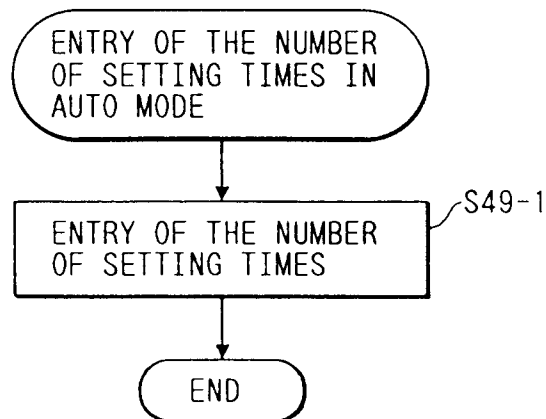 ENTRY OF THE NUMBER
OF SETTING TIMES IN
AUTO MODE
S49-1
ENTRY OF THE NUMBER
OF SETTING TIMES
END